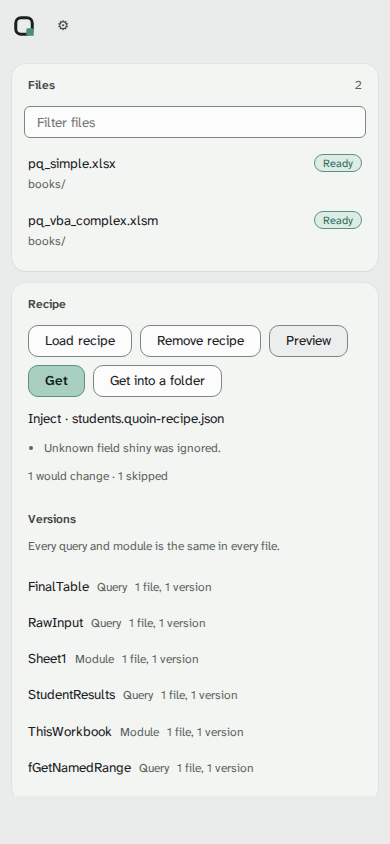 Files 2
Filter files
pq_simple.xlsx Ready
books/
pq_vba_complex.xlsm Ready
books/
Recipe
Load recipe Remove recipe Preview
Get Get into a folder
Inject · students.quoin-recipe.json
• Unknown field shiny was ignored.
1 would change · 1 skipped
Versions
Every query and module is the same in every file.
FinalTable Query 1 file, 1 version
RawInput Query 1 file, 1 version
Sheet1 Module 1 file, 1 version
StudentResults Query 1 file, 1 version
ThisWorkbook Module 1 file, 1 version
fGetNamedRange Query 1 file, 1 version